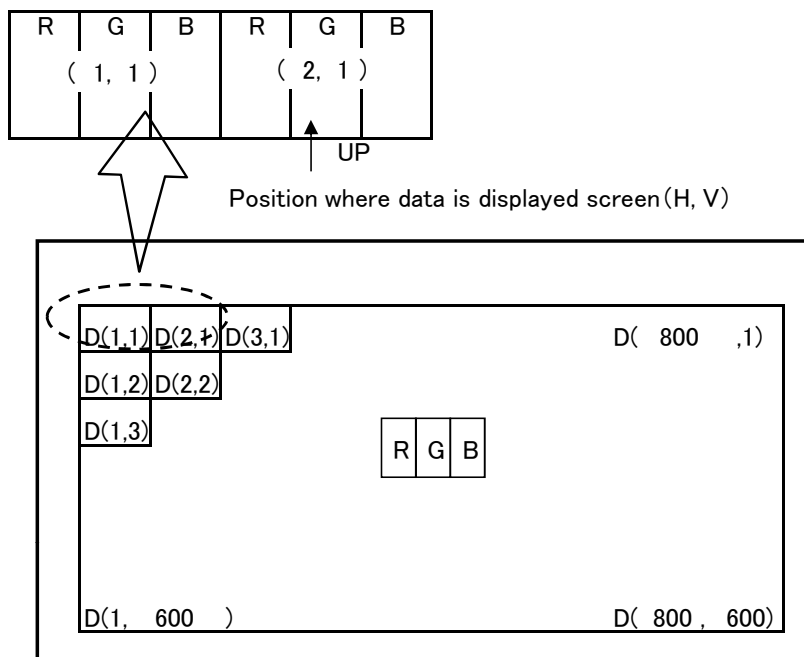 R G B R G B
( 1, 1 ) ( 2, 1 )
UP
Position where data is displayed screen(H, V)
D(1,1) D(2,1) D(3,1) D( 800 ,1)
D(1,2) D(2,2)
D(1,3)
R G B
D(1, 600 ) D( 800 , 600)